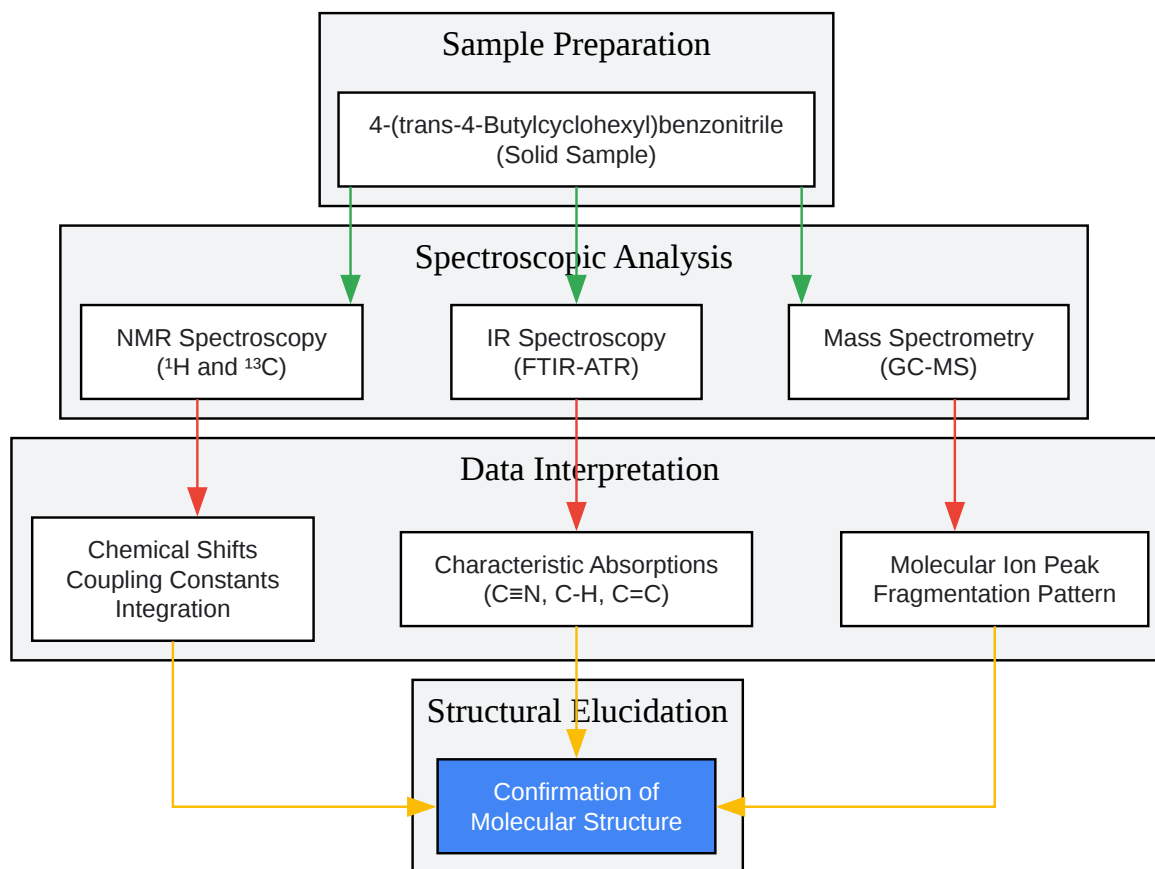 Sample Preparation
4-(trans-4-Butylcyclohexyl)benzonitrile
(Solid Sample)
Spectroscopic Analysis
NMR Spectroscopy
(¹H and ¹³C)
IR Spectroscopy
(FTIR-ATR)
Mass Spectrometry
(GC-MS)
Data Interpretation
Chemical Shifts
Coupling Constants
Integration
Characteristic Absorptions
(C≡N, C-H, C=C)
Molecular Ion Peak
Fragmentation Pattern
Structural Elucidation
Confirmation of
Molecular Structure